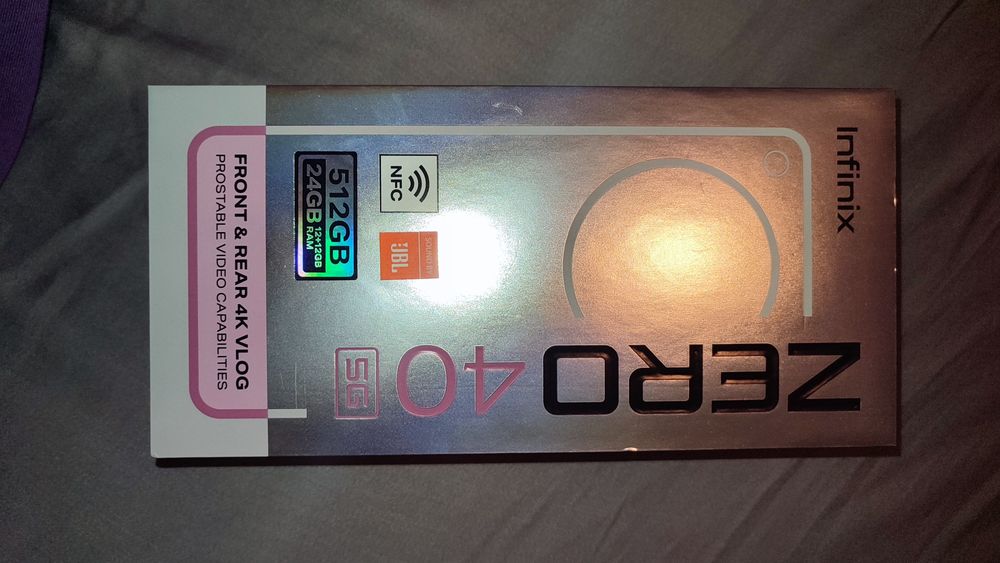 Infinix
ZERO
40
5G
NFC
SOUND BY
JBL
512GB
24GB 12+12GB
RAM
FRONT & REAR 4K VLOG
PROSTABLE VIDEO CAPABILITIES